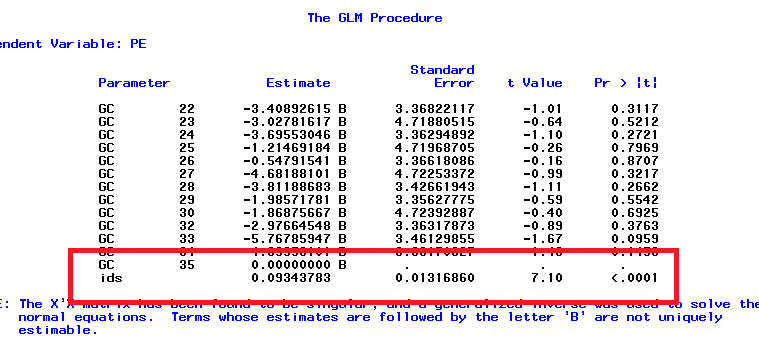 The GLM Procedure
endent Variable: PE
Standard
Parameter Estimate Error t Value Pr > |t|
GC 22 -3.40892615 B 3.36822117 -1.01 0.3117
GC 23 -3.02781617 B 4.71880515 -0.64 0.5212
GC 24 -3.69553046 B 3.36294892 -1.10 0.2721
GC 25 -1.21469184 B 4.71968705 -0.26 0.7969
GC 26 -0.54791541 B 3.36618086 -0.16 0.8707
GC 27 -4.68188101 B 4.72253372 -0.99 0.3217
GC 28 -3.81188683 B 3.42661943 -1.11 0.2662
GC 29 -1.98571781 B 3.35627775 -0.59 0.5542
GC 30 -1.86875667 B 4.72392887 -0.40 0.6925
GC 32 -2.97664548 B 3.36317873 -0.89 0.3763
GC 33 -5.76785947 B 3.46129855 -1.67 0.0959
GC B
GC 35 0.00000000 B . . .
ids 0.09343783 0.01316860 7.10 <.0001
E: The X'X matrix has been found to be singular, and a generalized inverse was used to solve the
normal equations. Terms whose estimates are followed by the letter 'B' are not uniquely
estimable.